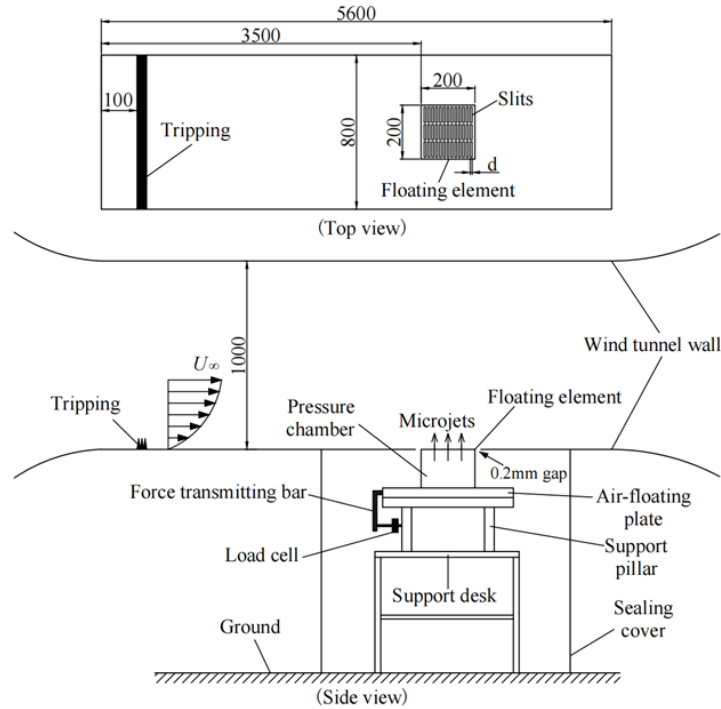 5600
3500
200
100
Slits
Tripping
800
200
d
Floating element
(Top view)
1000
U∞
Wind tunnel wall
Tripping
Floating element
Pressure
chamber
Microjets
0.2mm gap
Force transmitting bar
Air-floating
plate
Load cell
Support
pillar
Support desk
Sealing
cover
Ground
(Side view)